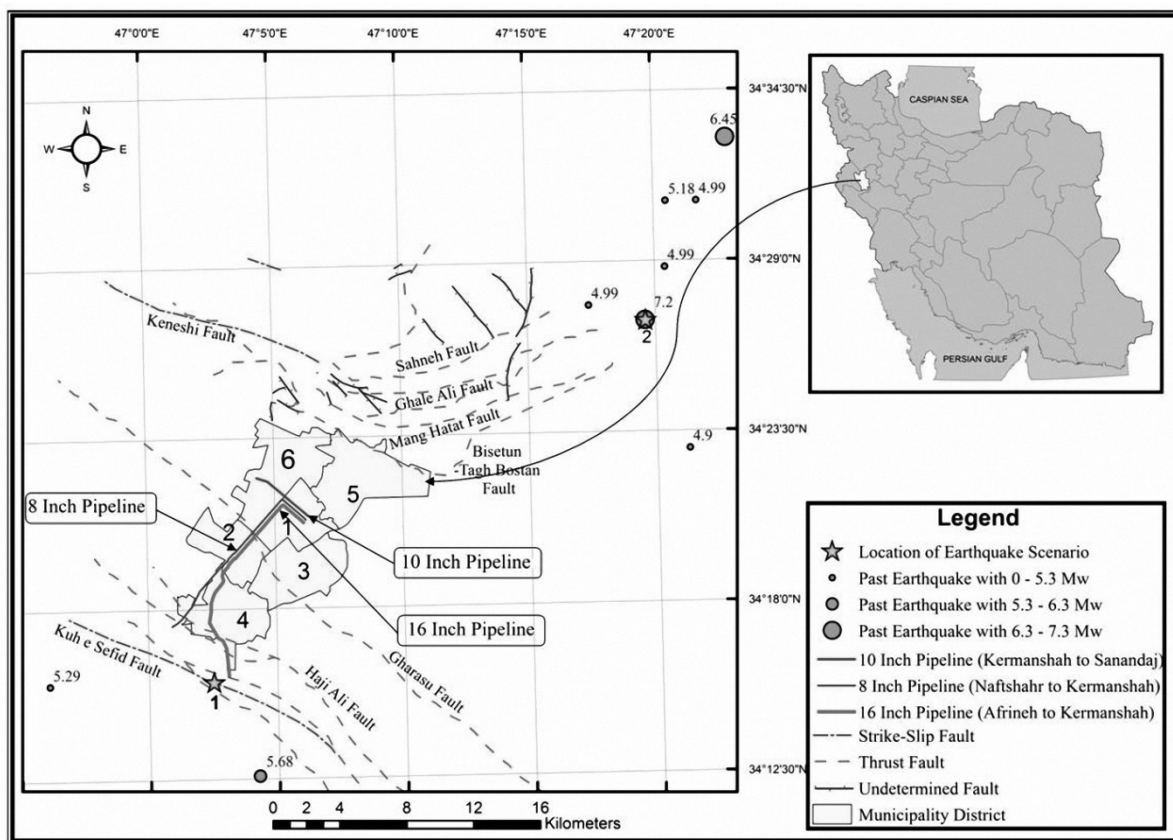 47°0'0"E
47°5'0"E
47°10'0"E
47°15'0"E
47°20'0"E
N
W
E
S
34°34'30"N
34°29'0"N
34°23'30"N
34°18'0"N
34°12'30"N
6.45
5.18
4.99
4.99
4.99
7.2
2
4.9
Keneshi Fault
Sahneh Fault
Ghale Ali Fault
Mang Hatat Fault
Bisetun
-Tagh Bostan
Fault
6
5
8 Inch Pipeline
2
1
10 Inch Pipeline
3
4
16 Inch Pipeline
Kuh e Sefid Fault
Haji Ali Fault
Gharasu Fault
5.29
1
5.68
0 2 4 8 12 16
Kilometers
CASPIAN SEA
PERSIAN GULF
Legend
Location of Earthquake Scenario
Past Earthquake with 0 - 5.3 Mw
Past Earthquake with 5.3 - 6.3 Mw
Past Earthquake with 6.3 - 7.3 Mw
10 Inch Pipeline (Kermanshah to Sanandaj)
8 Inch Pipeline (Naftshahr to Kermanshah)
16 Inch Pipeline (Afrineh to Kermanshah)
Strike-Slip Fault
Thrust Fault
Undetermined Fault
Municipality District